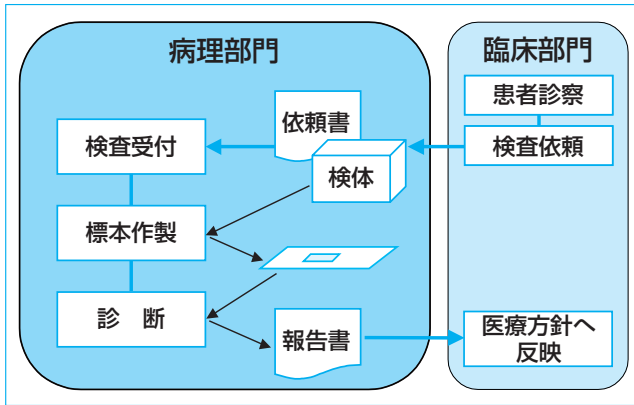 病理部門
臨床部門
患者診察
依頼書
検査受付
検査依頼
検体
標本作製
診　断
報告書
医療方針へ
反映